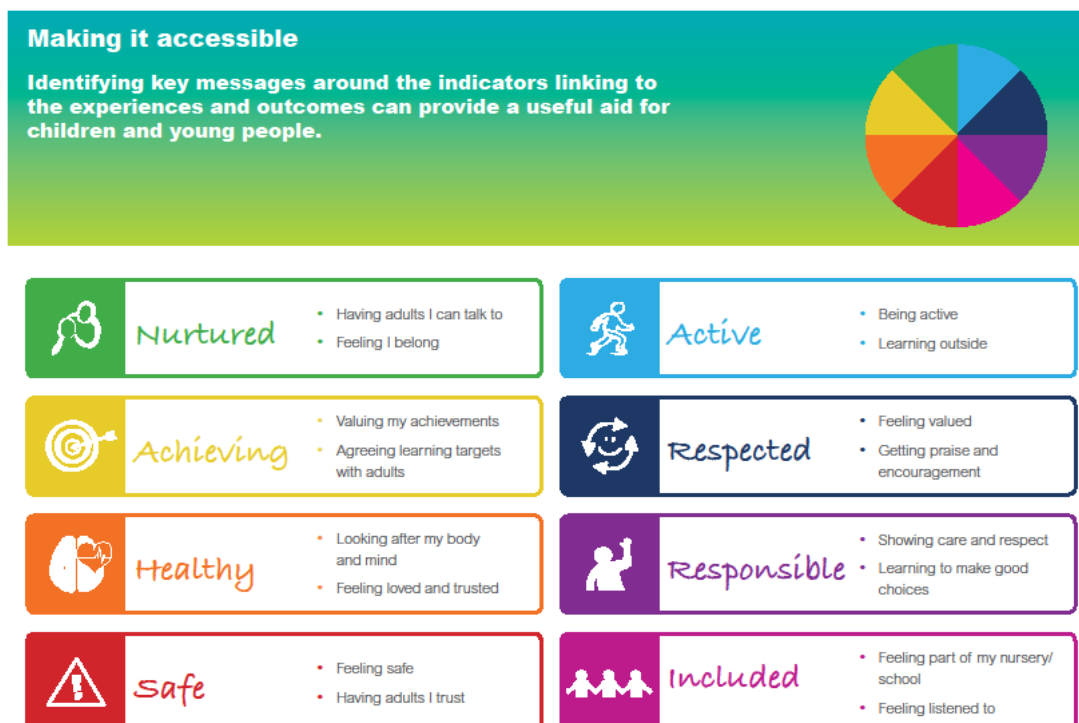 Making it accessible
Identifying key messages around the indicators linking to
the experiences and outcomes can provide a useful aid for
children and young people.
Nurtured
• Having adults I can talk to
• Feeling I belong
Active
• Being active
• Learning outside
Achieving
• Valuing my achievements
• Agreeing learning targets
with adults
Respected
• Feeling valued
• Getting praise and
encouragement
Healthy
• Looking after my body
and mind
• Feeling loved and trusted
Responsible
• Showing care and respect
• Learning to make good
choices
Safe
• Feeling safe
• Having adults I trust
Included
• Feeling part of my nursery/
school
• Feeling listened to